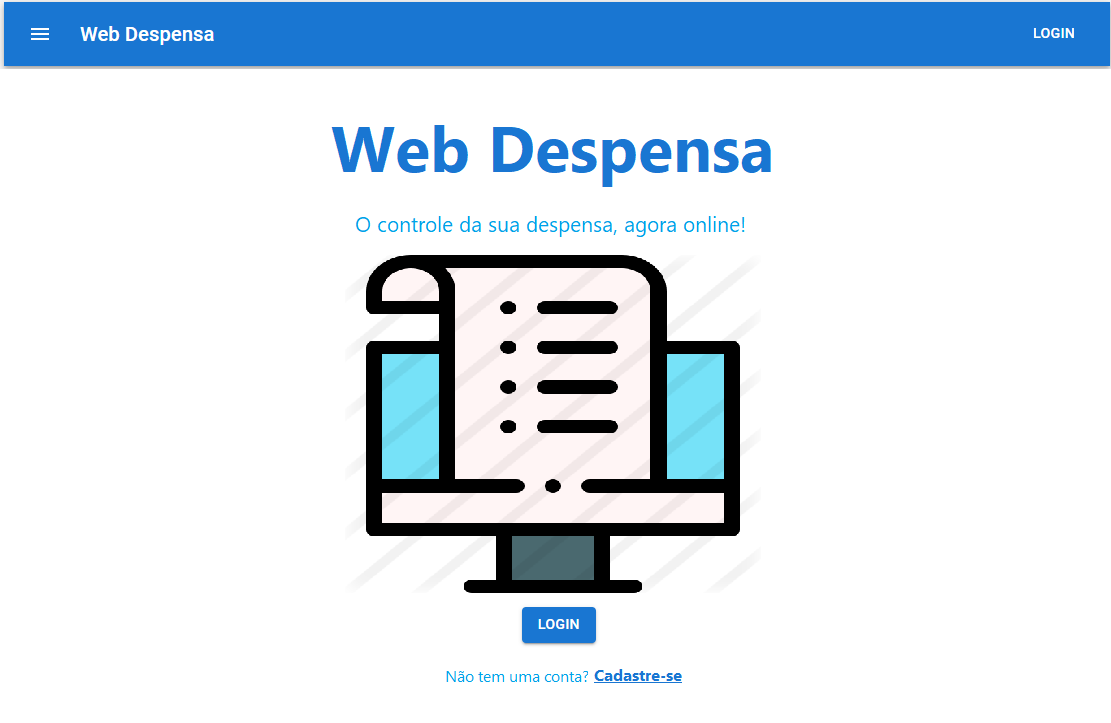 Web Despensa
LOGIN
Web Despensa
O controle da sua despensa, agora online!
LOGIN
Não tem uma conta? Cadastre-se